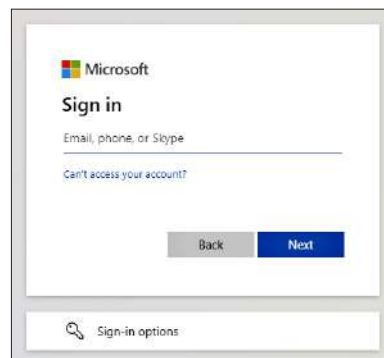 Microsoft
Sign in
Email, phone, or Skype
Can't access your account?
Back Next
Sign-in options